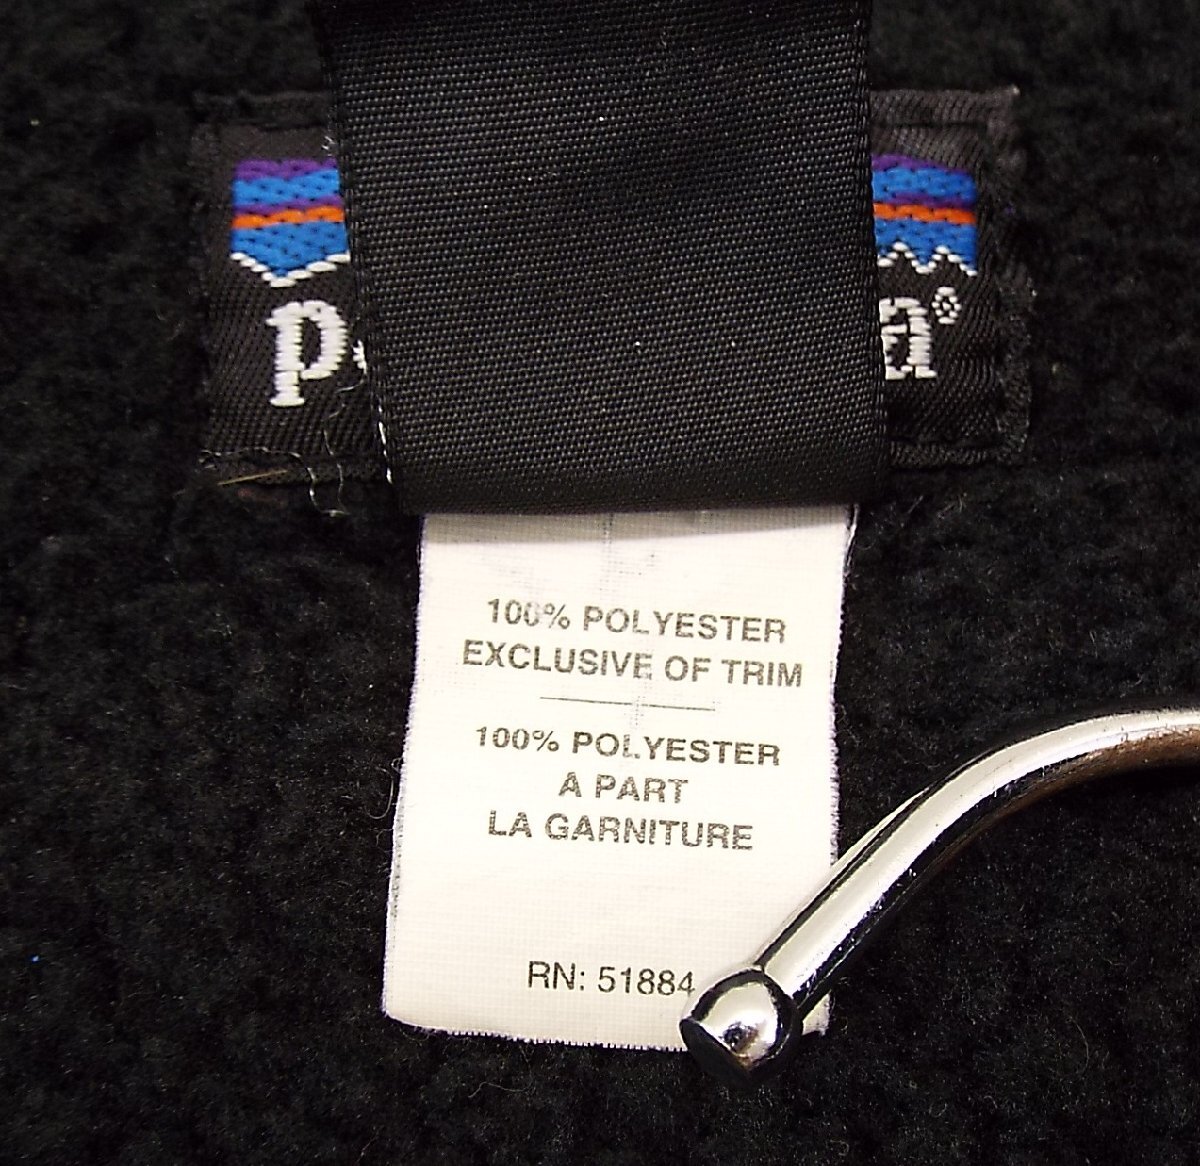 100% POLYESTER
EXCLUSIVE OF TRIM
100% POLYESTER
A PART
LA GARNITURE
RN: 51884